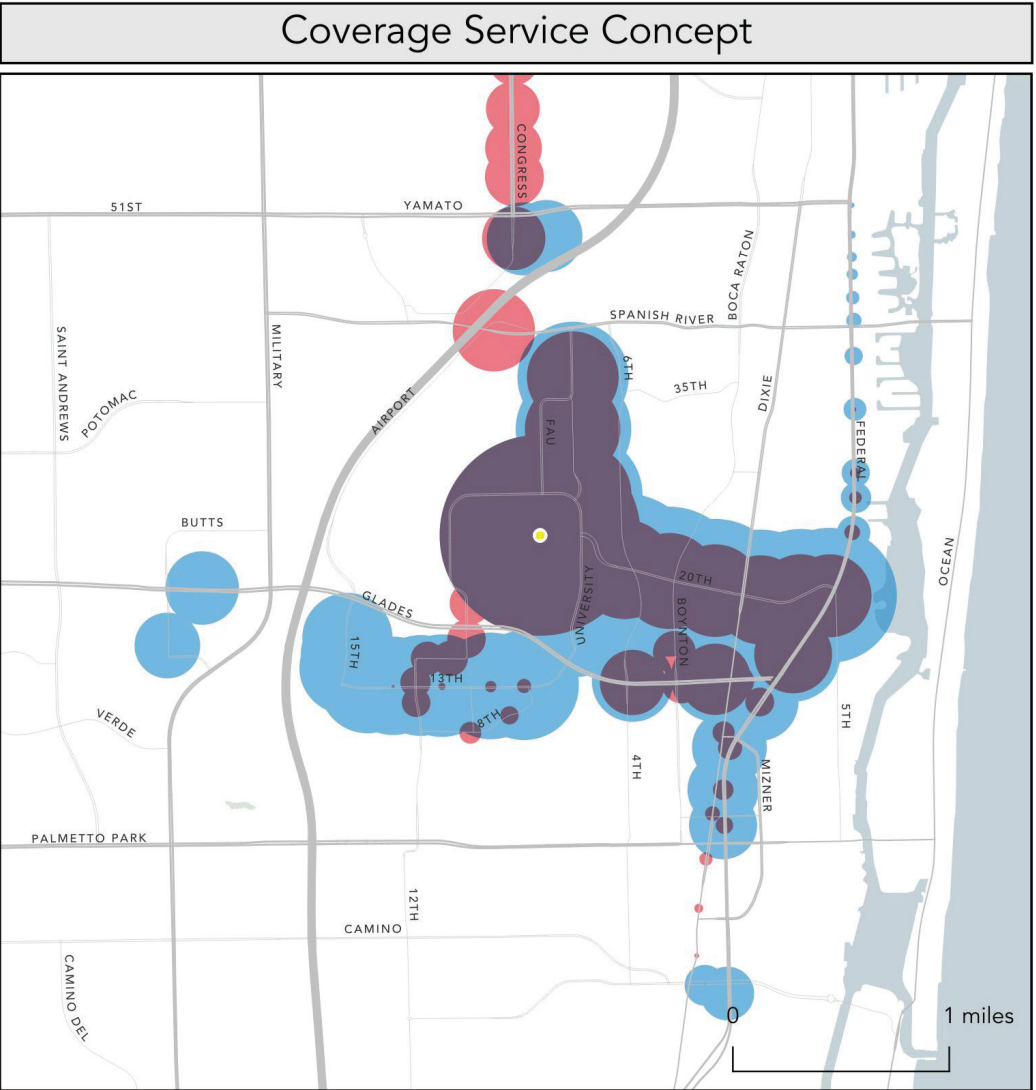 Coverage Service Concept
CONGRESS
51ST
YAMATO
BOCA RATON
SPANISH RIVER
SAINT ANDREWS
MILITARY
6TH
35TH
DIXIE
POTOMAC
AIRPORT
FAU
FEDERAL
BUTTS
OCEAN
20TH
UNIVERSITY
GLADES
BOYNTON
15TH
13TH
8TH
5TH
VERDE
4TH
MIZNER
PALMETTO PARK
12TH
CAMINO
CAMINO DEL
0
1 miles